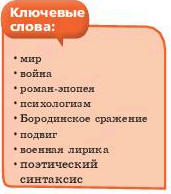 Ключевые
слова:
• мир
• война
• роман-эпопея
• психологизм
• Бородинское сражение
• подвиг
• военная лирика
• поэтический
синтаксис